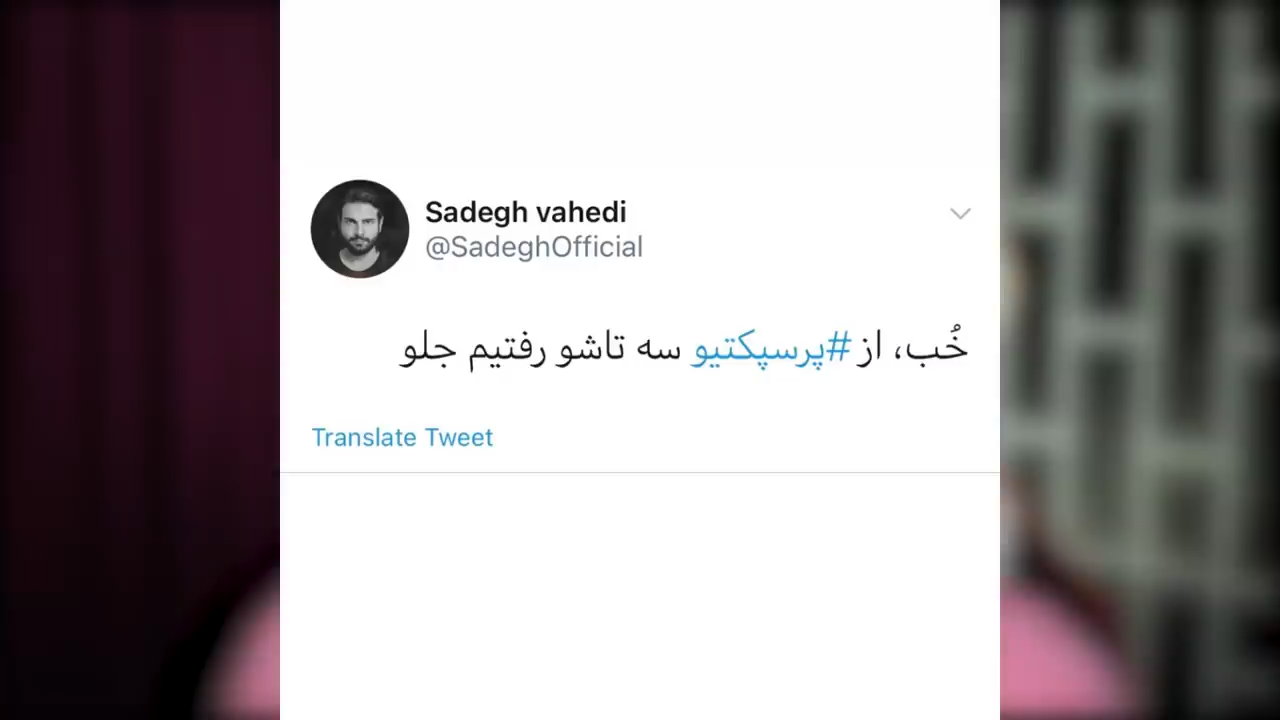 Sadegh vahedi
@SadeghOfficial
خُب، از #پرسپکتیو سه تاشو رفتیم جلو
Translate Tweet